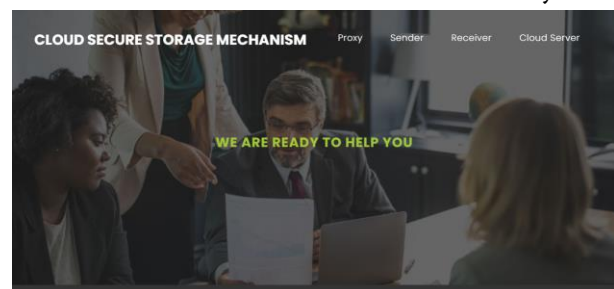 CLOUD SECURE STORAGE MECHANISM Proxy Sender Receiver Cloud Server
WE ARE READY TO HELP YOU